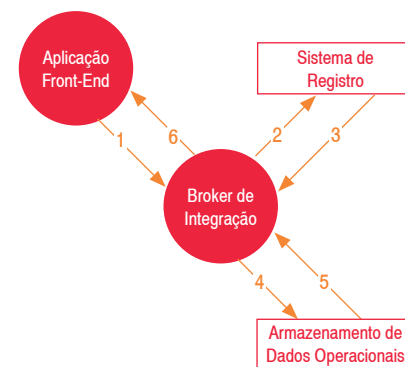 Aplicação
Front-End
Sistema de
Registro
1
6
2
3
Broker de
Integração
4
5
Armazenamento de
Dados Operacionais